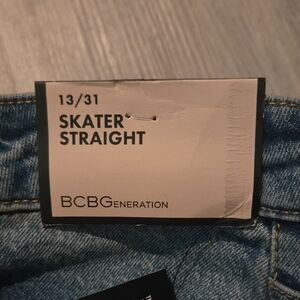 13/31
SKATER
STRAIGHT
BCBGENERATION